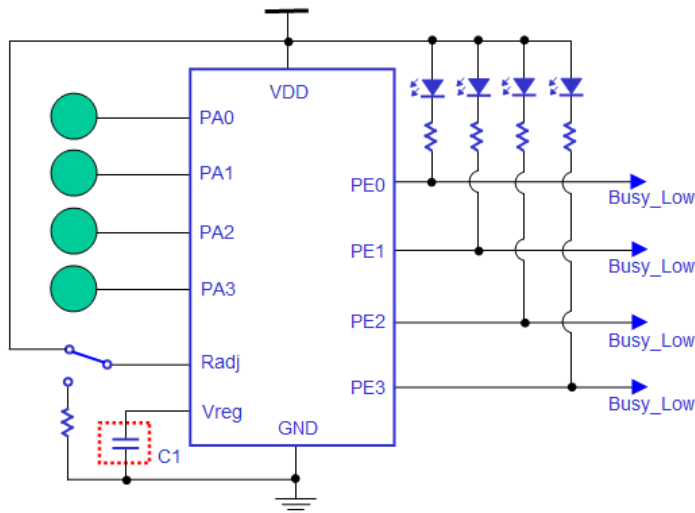 VDD
PA0
PA1
PA2
PA3
Radj
Vreg
GND
C1
PE0
PE1
PE2
PE3
Busy_Low
Busy_Low
Busy_Low
Busy_Low